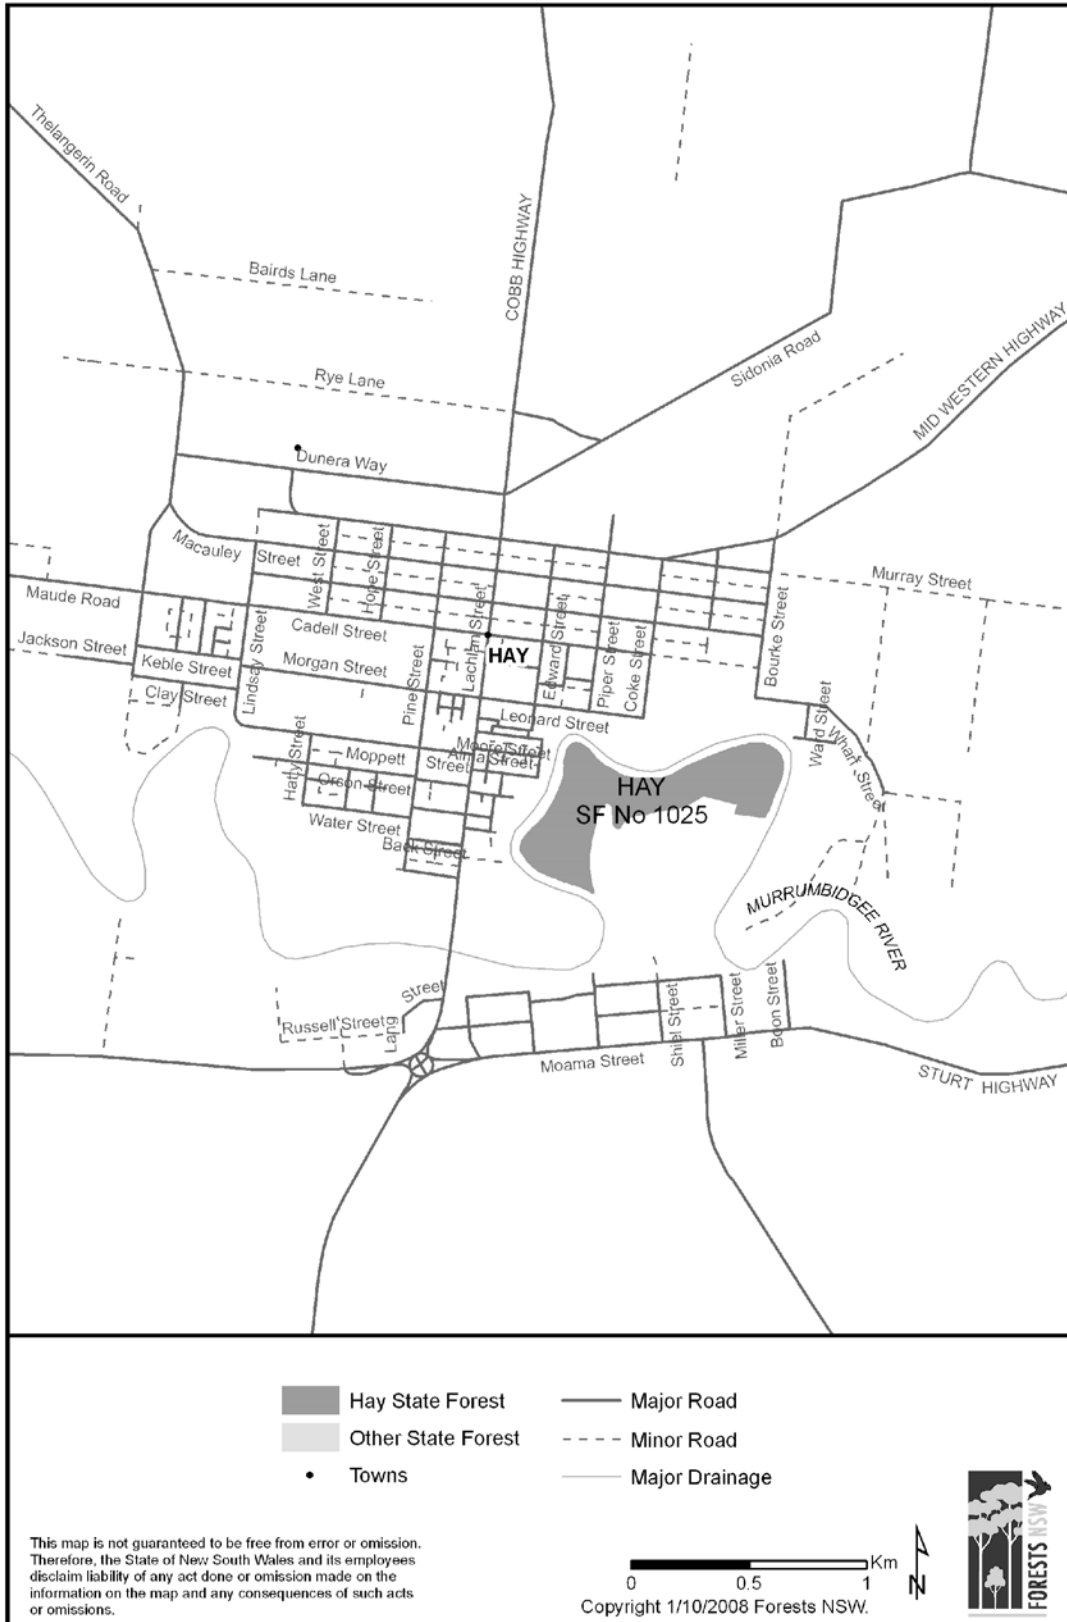 Thelangerin Road
Bairds Lane
COBB HIGHWAY
Rye Lane
Sidonia Road
MID WESTERN HIGHWAY
Dunera Way
Macauley
Street
West Street
Hope Street
Murray Street
Maude Road
Cadell Street
Lachlan Street
Edward Street
Piper Street
Coke Street
Bourke Street
Jackson Street
Keble Street
Lindsay Street
Morgan Street
Pine Street
HAY
Clay Street
Leonard Street
Ward Street
Wharf Street
Hatty Street
Moppett
Street
Moore Street
Alma Street
Orson Street
Water Street
Back Street
HAY
SF No 1025
MURRUMBIDGEE RIVER
Street
Lang
Russell Street
Shiel Street
Miller Street
Boon Street
Moama Street
STURT HIGHWAY
Hay State Forest
Major Road
Other State Forest
Minor Road
Towns
Major Drainage
This map is not guaranteed to be free from error or omission.
Therefore, the State of New South Wales and its employees
disclaim liability of any act done or omission made on the
information on the map and any consequences of such acts
or omissions.
Km
0 0.5 1
N
Copyright 1/10/2008 Forests NSW.
FORESTS NSW